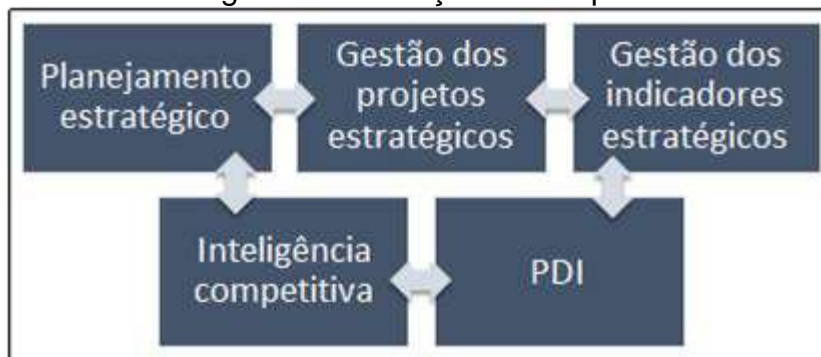 Planejamento
estratégico
Gestão dos
projetos
estratégicos
Gestão dos
indicadores
estratégicos
Inteligência
competitiva
PDI